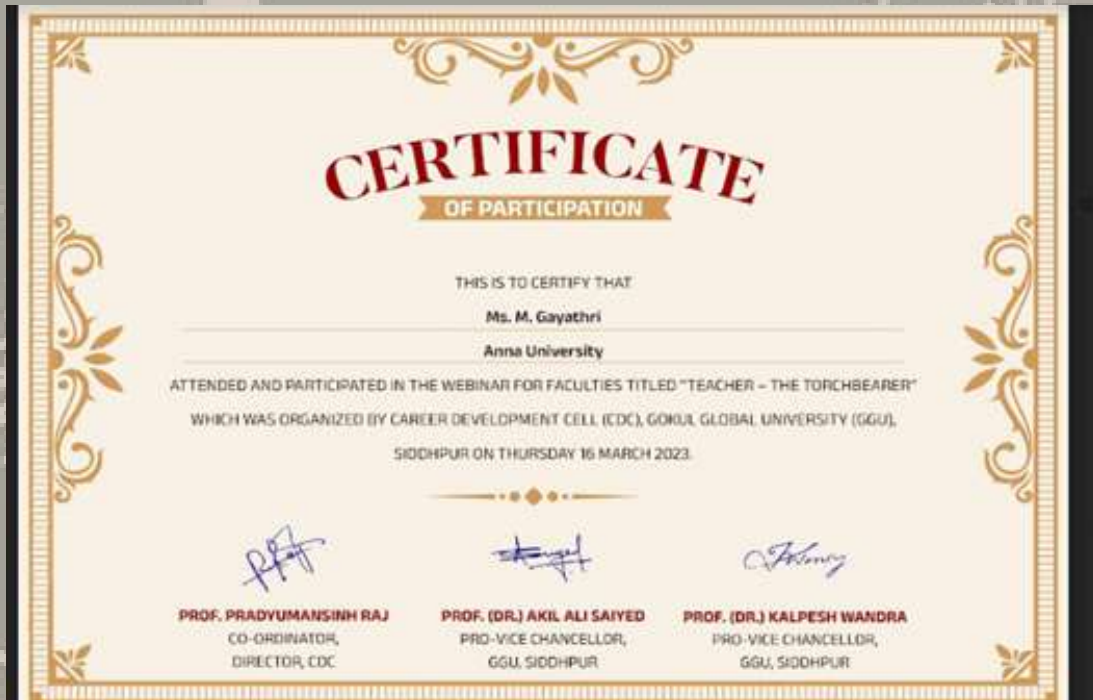 CERTIFICATE
OF PARTICIPATION
THIS IS TO CERTIFY THAT
Ms. M. Gayathri
Anna University
ATTENDED AND PARTICIPATED IN THE WEBINAR FOR FACULTIES TITLED "TEACHER – THE TORCHBEARER"
WHICH WAS ORGANIZED BY CAREER DEVELOPMENT CELL (CDC), GOKUL GLOBAL UNIVERSITY (GGU),
SIDDHPUR ON THURSDAY 16 MARCH 2023.
PROF. PRADYUMANSINH RAJ PROF. (DR.) AKIL ALI SAIYED PROF. (DR.) KALPESH WANDRA
CO-ORDINATOR, PRO-VICE CHANCELLOR, PRO-VICE CHANCELLOR,
DIRECTOR, CDC GGU, SIDDHPUR GGU, SIDDHPUR